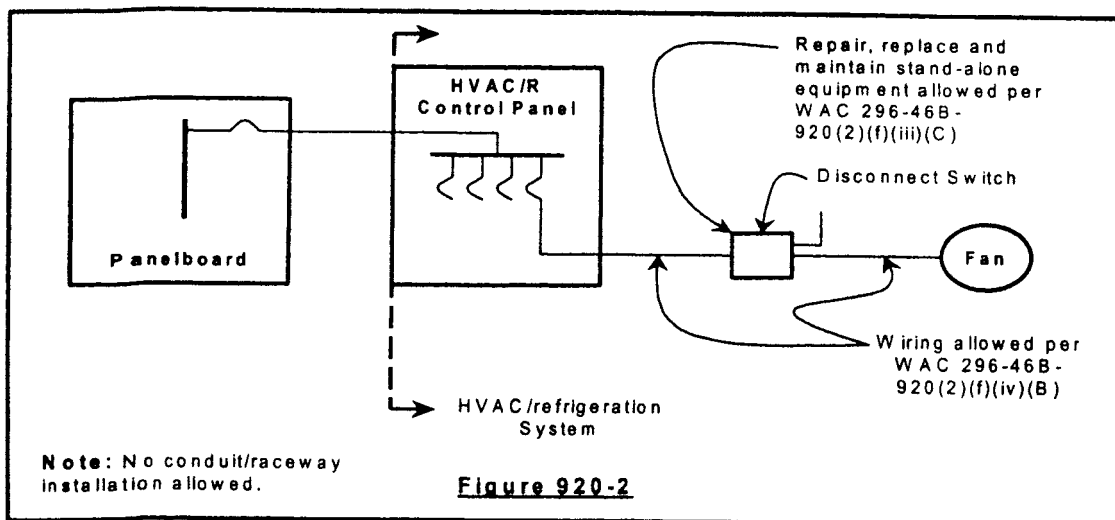 Panelboard
HVAC/R
Control Panel
Repair, replace and
maintain stand-alone
equipment allowed per
WAC 296-46B-
920(2)(f)(iii)(C)
Disconnect Switch
Fan
Wiring allowed per
WAC 296-46B-
920(2)(f)(iv)(B)
HVAC/refrigeration
System
Note: No conduit/raceway
installation allowed.
Figure 920-2